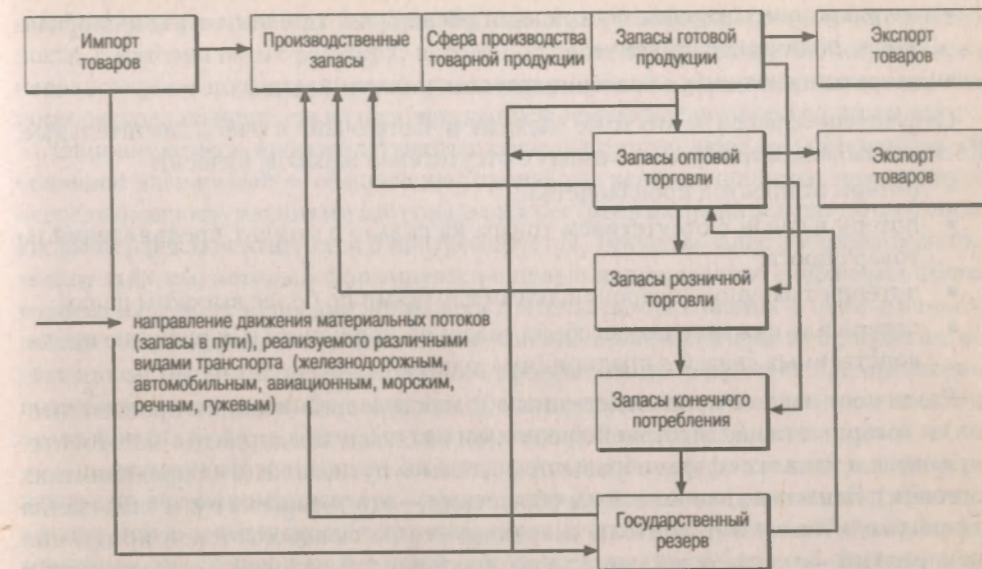 Импорт
товаров
Производственные
запасы
Сфера производства
товарной продукции
Запасы готовой
продукции
Экспорт
товаров
Запасы оптовой
торговли
Экспорт
товаров
Запасы розничной
торговли
направление движения материальных потоков
(запасы в пути), реализуемого различными
видами транспорта (железнодорожным,
автомобильным, авиационным, морским,
речным, гужевым)
Запасы конечного
потребления
Государственный
резерв